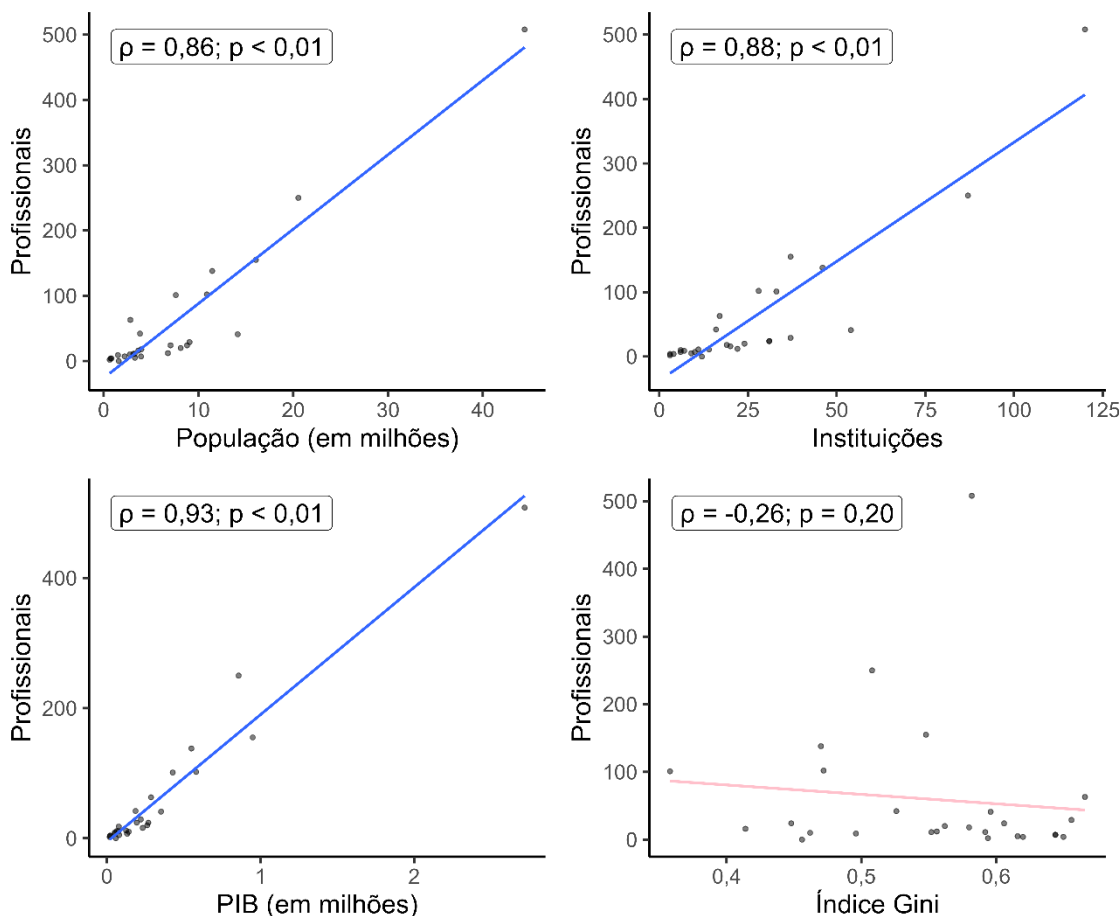 ρ = 0,86; p < 0,01
500
400
300
200
100
0
Profissionais
0 10 20 30 40
População (em milhões)
ρ = 0,88; p < 0,01
500
400
300
200
100
0
Profissionais
0 25 50 75 100 125
Instituições
ρ = 0,93; p < 0,01
400
200
0
Profissionais
0 1 2
PIB (em milhões)
ρ = -0,26; p = 0,20
500
400
300
200
100
0
Profissionais
0,4 0,5 0,6
Índice Gini